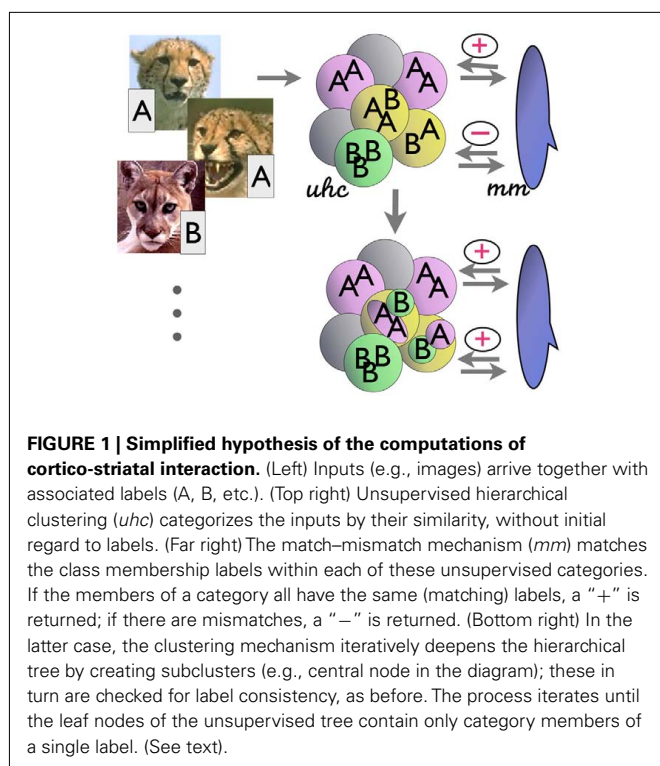 A
A
B
A A
A A
B
A A
A
B
B B
B
uhc
+
−
mm
A A
A A
B
A A
A
B
B B
B
+
+
FIGURE 1 | Simplified hypothesis of the computations of
cortico-striatal interaction. (Left) Inputs (e.g., images) arrive together with
associated labels (A, B, etc.). (Top right) Unsupervised hierarchical
clustering (uhc) categorizes the inputs by their similarity, without initial
regard to labels. (Far right) The match–mismatch mechanism (mm) matches
the class membership labels within each of these unsupervised categories.
If the members of a category all have the same (matching) labels, a “+” is
returned; if there are mismatches, a “−” is returned. (Bottom right) In the
latter case, the clustering mechanism iteratively deepens the hierarchical
tree by creating subclusters (e.g., central node in the diagram); these in
turn are checked for label consistency, as before. The process iterates until
the leaf nodes of the unsupervised tree contain only category members of
a single label. (See text).